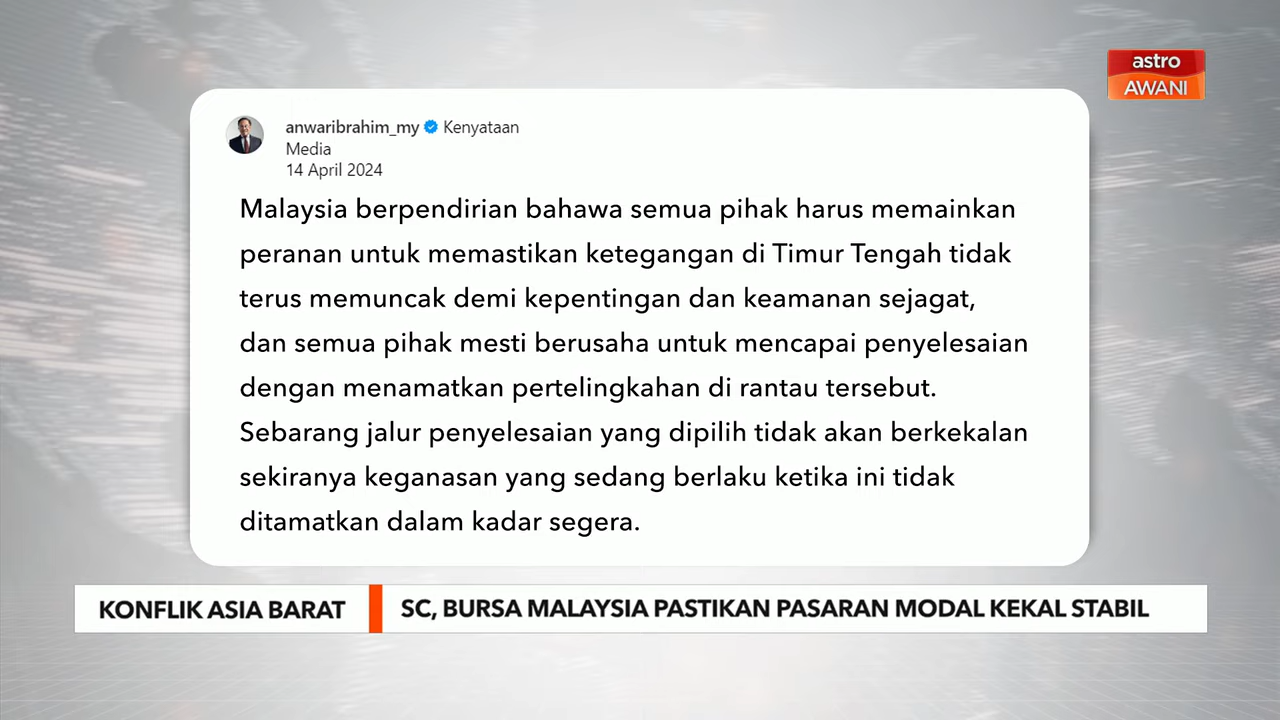 astro
AWANI
anwaribrahim_my Kenyataan
Media
14 April 2024
Malaysia berpendirian bahawa semua pihak harus memainkan
peranan untuk memastikan ketegangan di Timur Tengah tidak
terus memuncak demi kepentingan dan keamanan sejagat,
dan semua pihak mesti berusaha untuk mencapai penyelesaian
dengan menamatkan pertelingkahan di rantau tersebut.
Sebarang jalur penyelesaian yang dipilih tidak akan berkekalan
sekiranya keganasan yang sedang berlaku ketika ini tidak
ditamatkan dalam kadar segera.
KONFLIK ASIA BARAT
SC, BURSA MALAYSIA PASTIKAN PASARAN MODAL KEKAL STABIL